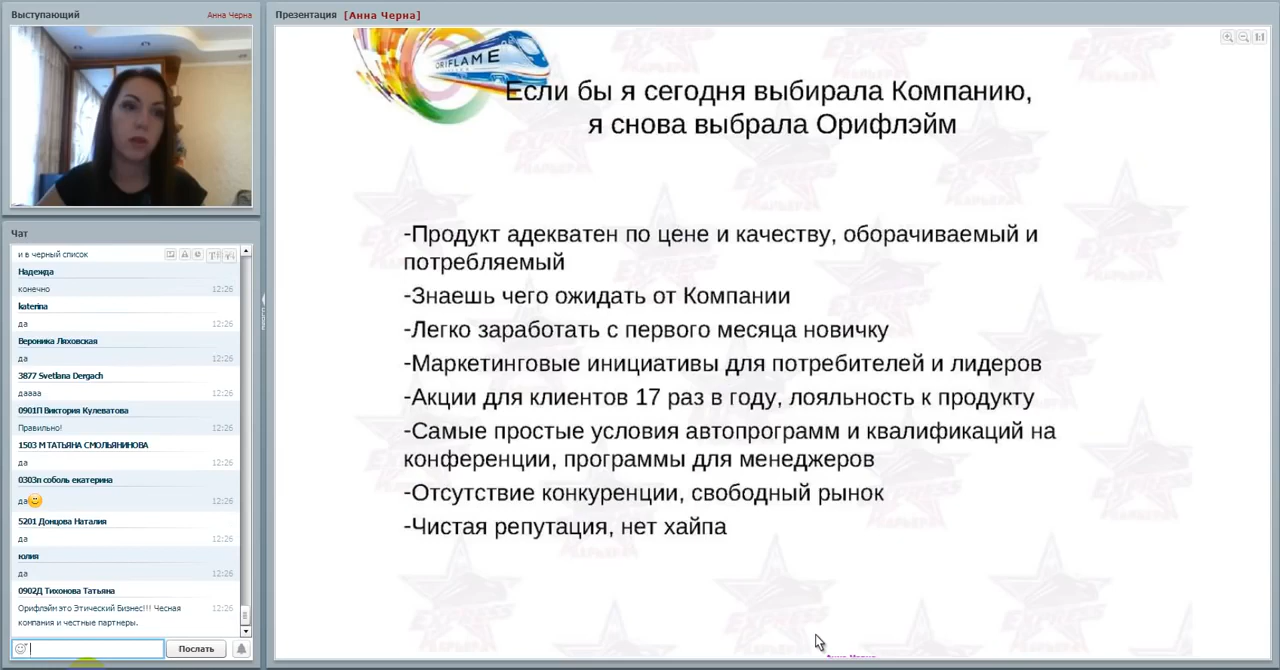 Выступающий
Анна Черна
Чат
и в черный список
Надежда
конечно
12:26
katerina
да
12:26
Вероника Ляховская
да
12:26
3877 Svetlana Dergach
даааа
12:26
0901П Виктория Кулеватова
Правильно!
12:26
1503 М ТАТЬЯНА СМОЛЬЯНИНОВА
да
12:26
0303п соболь екатерина
да
12:26
5201 Донцова Наталия
да
12:26
юлия
да
12:26
0902Д Тихонова Татьяна
Орифлэйм это Этический Бизнес!!! Чесная
12:26
компания и честные партнеры.
Послать
Презентация [Анна Черна]
ORIFLAME
Если бы я сегодня выбирала Компанию,
я снова выбрала Орифлэйм
-Продукт адекватен по цене и качеству, оборачиваемый и
потребляемый
-Знаешь чего ожидать от Компании
-Легко заработать с первого месяца новичку
-Маркетинговые инициативы для потребителей и лидеров
-Акции для клиентов 17 раз в году, лояльность к продукту
-Самые простые условия автопрограмм и квалификаций на
конференции, программы для менеджеров
-Отсутствие конкуренции, свободный рынок
-Чистая репутация, нет хайпа